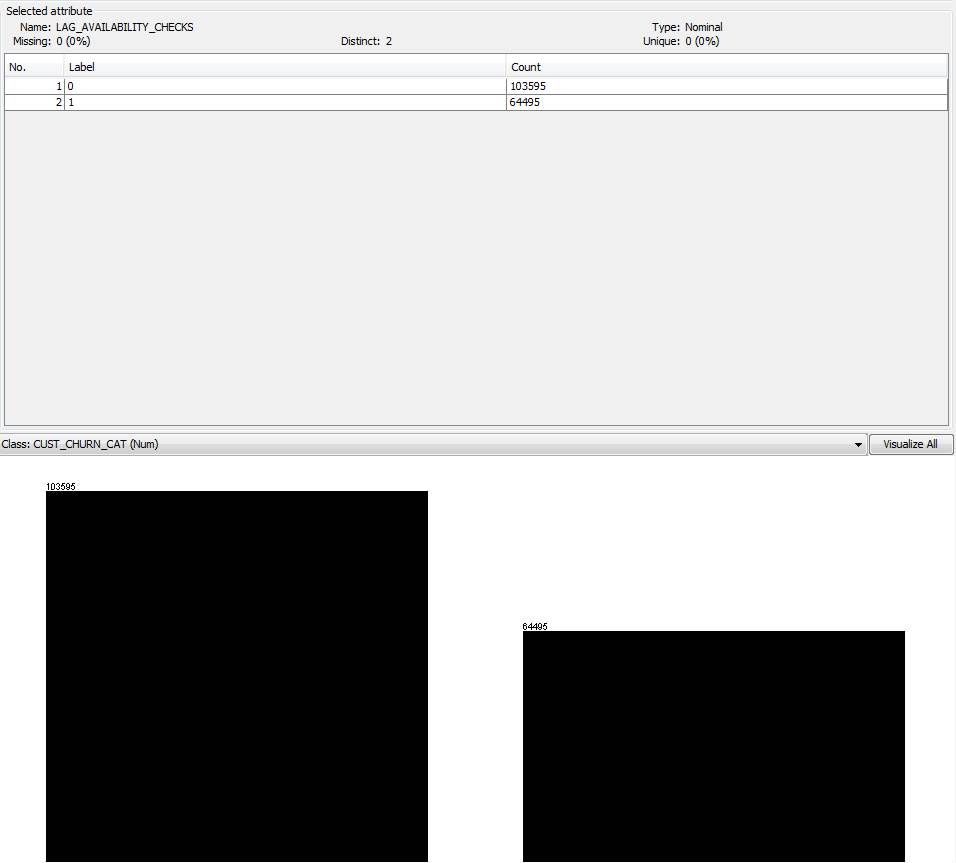 Selected attribute
Name: LAG_AVAILABILITY_CHECKS Type: Nominal
Missing: 0 (0%) Distinct: 2 Unique: 0 (0%)
No. Label Count
1 0 103595
2 1 64495
Class: CUST_CHURN_CAT (Num) Visualize All
103595
64495